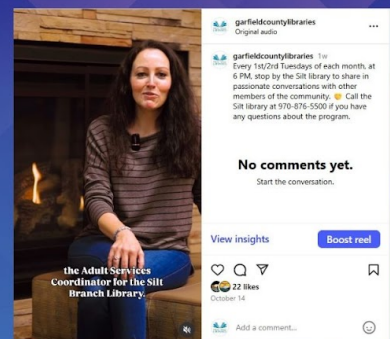 garfieldcountylibraries
Original audio
garfieldcountylibraries 1w
Every 1st/2rd Tuesdays of each month, at
6 PM, stop by the Silt library to share in
passionate conversations with other
members of the community. 😊 Call the
Silt library at 970-876-5500 if you have
any questions about the program.
No comments yet.
Start the conversation.
the Adult Services
Coordinator for the Silt
Branch Library.
View insights
Boost reel
22 likes
October 14
Add a comment...